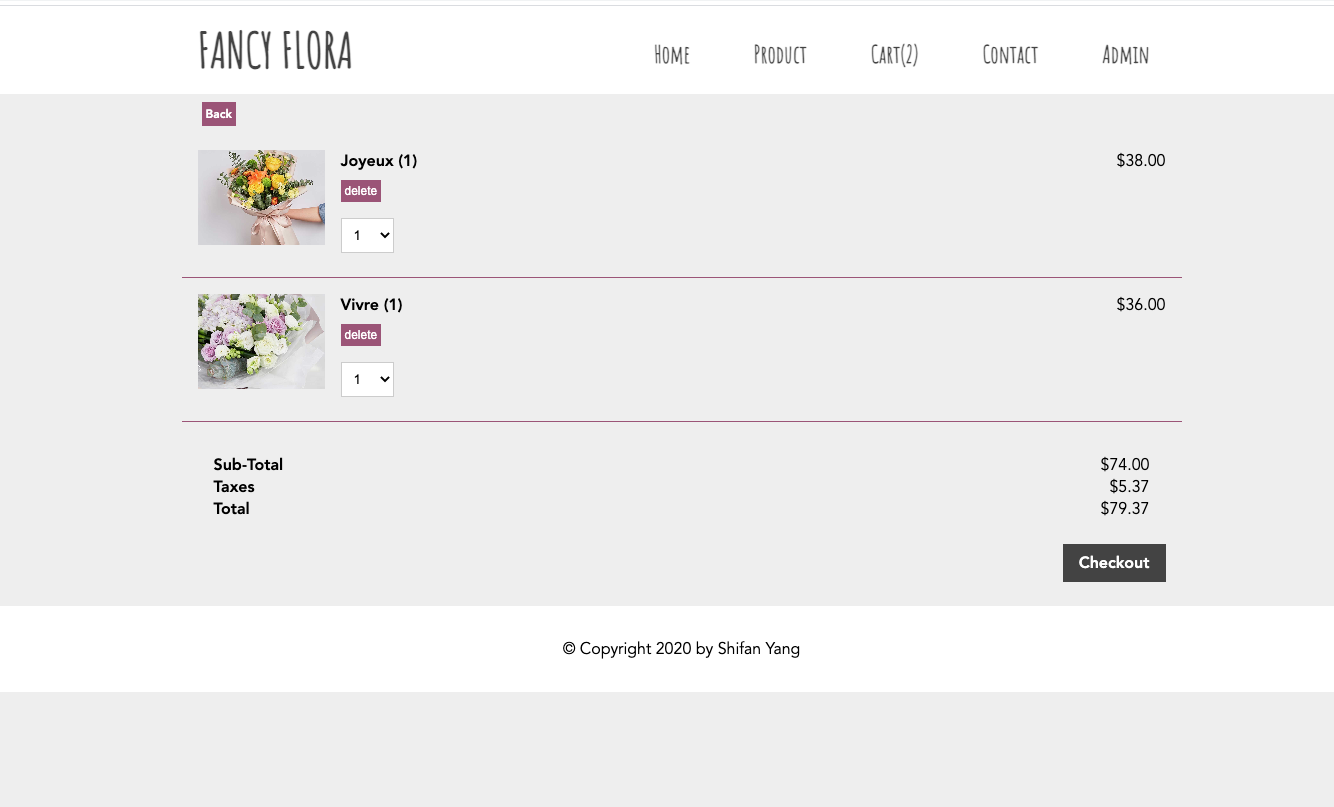 FANCY FLORA
Home Product Cart(2) Contact Admin
Back
Joyeux (1) $38.00
delete
1
Vivre (1) $36.00
delete
1
Sub-Total $74.00
Taxes $5.37
Total $79.37
Checkout
© Copyright 2020 by Shifan Yang